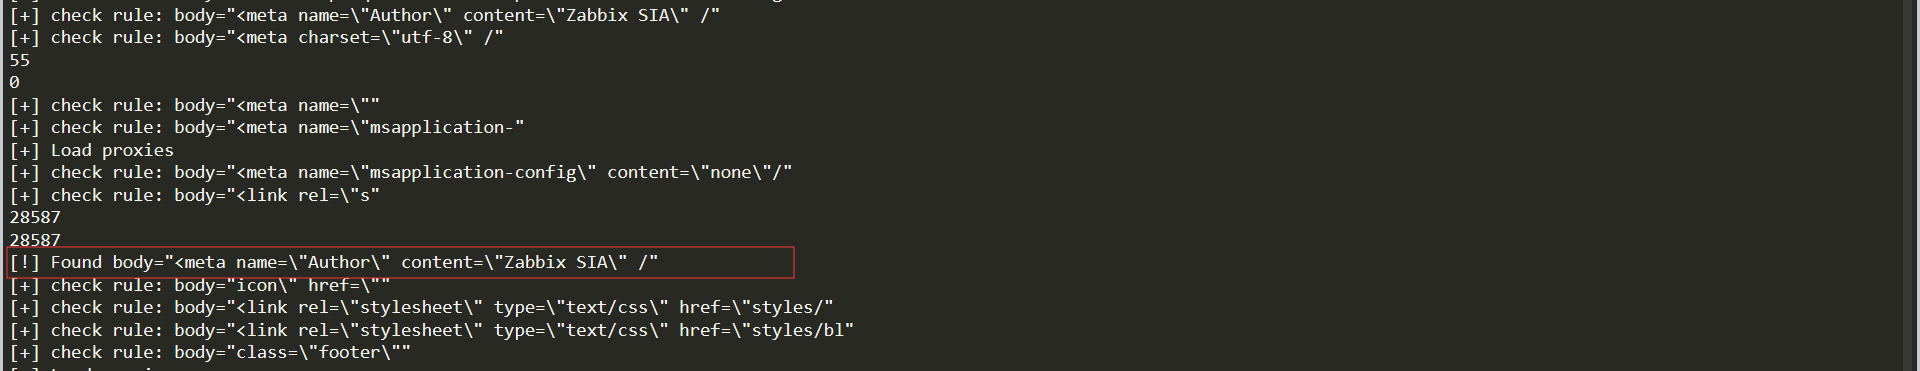 [+] check rule: body="<meta name=\"Author\" content=\"Zabbix SIA\" /"
[+] check rule: body="<meta charset=\"utf-8\" /"
55
0
[+] check rule: body="<meta name=\""
[+] check rule: body="<meta name=\"msapplication-"
[+] Load proxies
[+] check rule: body="<meta name=\"msapplication-config\" content=\"none\"/"
[+] check rule: body="<link rel=\"s"
28587
28587
[!] Found body="<meta name=\"Author\" content=\"Zabbix SIA\" /"
[+] check rule: body="icon\" href=\""
[+] check rule: body="<link rel=\"stylesheet\" type=\"text/css\" href=\"styles/"
[+] check rule: body="<link rel=\"stylesheet\" type=\"text/css\" href=\"styles/bl"
[+] check rule: body="class=\"footer\""